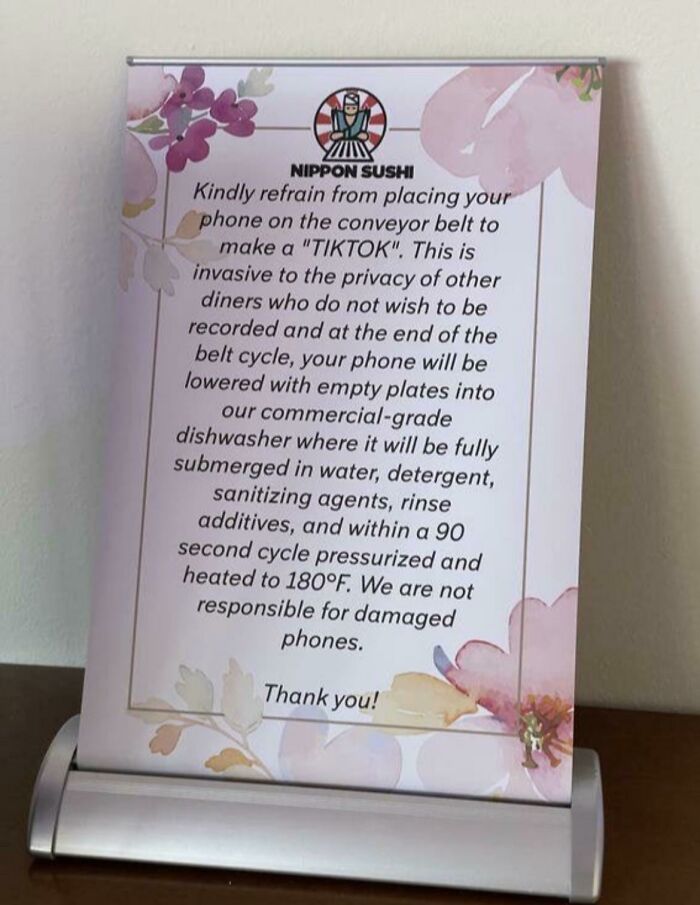 NIPPON SUSHI
Kindly refrain from placing your
phone on the conveyor belt to
make a "TIKTOK". This is
invasive to the privacy of other
diners who do not wish to be
recorded and at the end of the
belt cycle, your phone will be
lowered with empty plates into
our commercial-grade
dishwasher where it will be fully
submerged in water, detergent,
sanitizing agents, rinse
additives, and within a 90
second cycle pressurized and
heated to 180°F. We are not
responsible for damaged
phones.
Thank you!